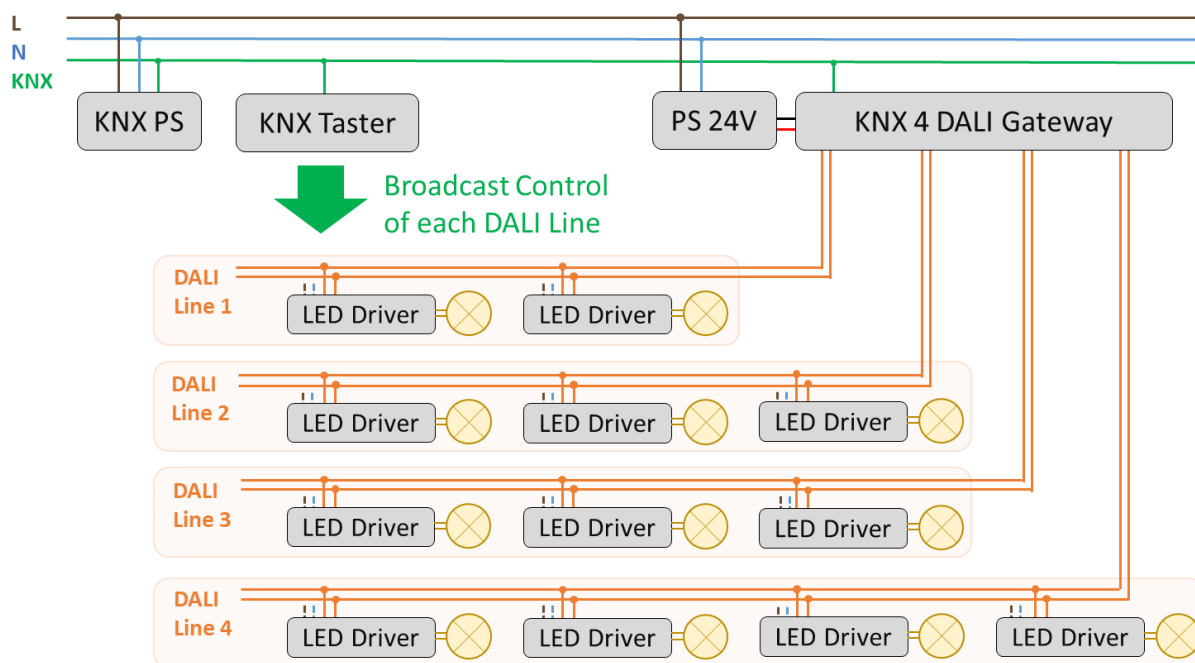 L
N
KNX
KNX PS
KNX Taster
PS 24V
KNX 4 DALI Gateway
Broadcast Control
of each DALI Line
DALI
Line 1
LED Driver
LED Driver
DALI
Line 2
LED Driver
LED Driver
LED Driver
DALI
Line 3
LED Driver
LED Driver
LED Driver
DALI
Line 4
LED Driver
LED Driver
LED Driver
LED Driver